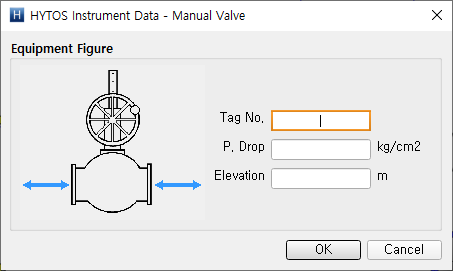 H HYTOS Instrument Data - Manual Valve
Equipment Figure
Tag No.
P. Drop kg/cm2
Elevation m
OK Cancel